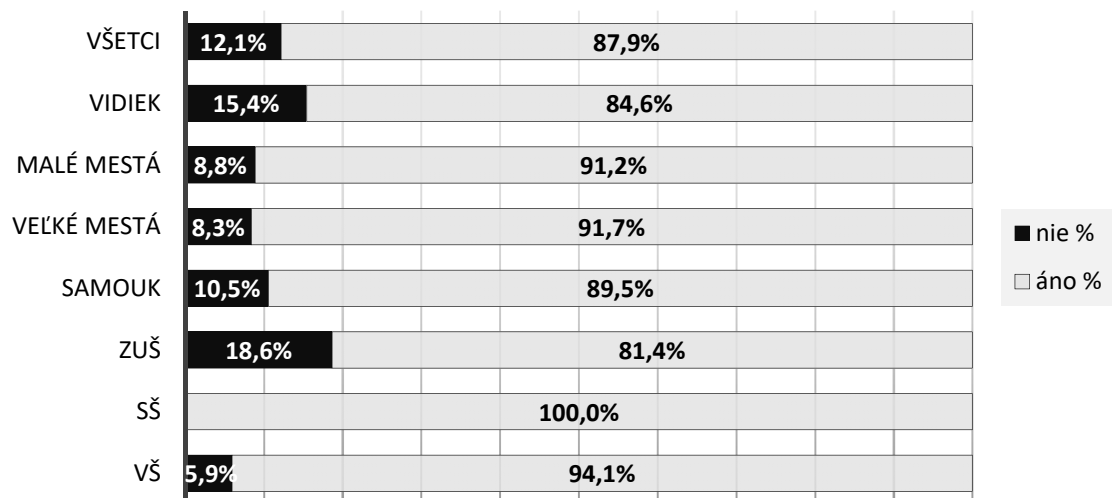 VŠETCI 12,1% 87,9%
VIDIEK 15,4% 84,6%
MALÉ MESTÁ 8,8% 91,2%
VEĽKÉ MESTÁ 8,3% 91,7%
SAMOUK 10,5% 89,5%
ZUŠ 18,6% 81,4%
SŠ 100,0%
VŠ 5,9% 94,1%
nie %
áno %